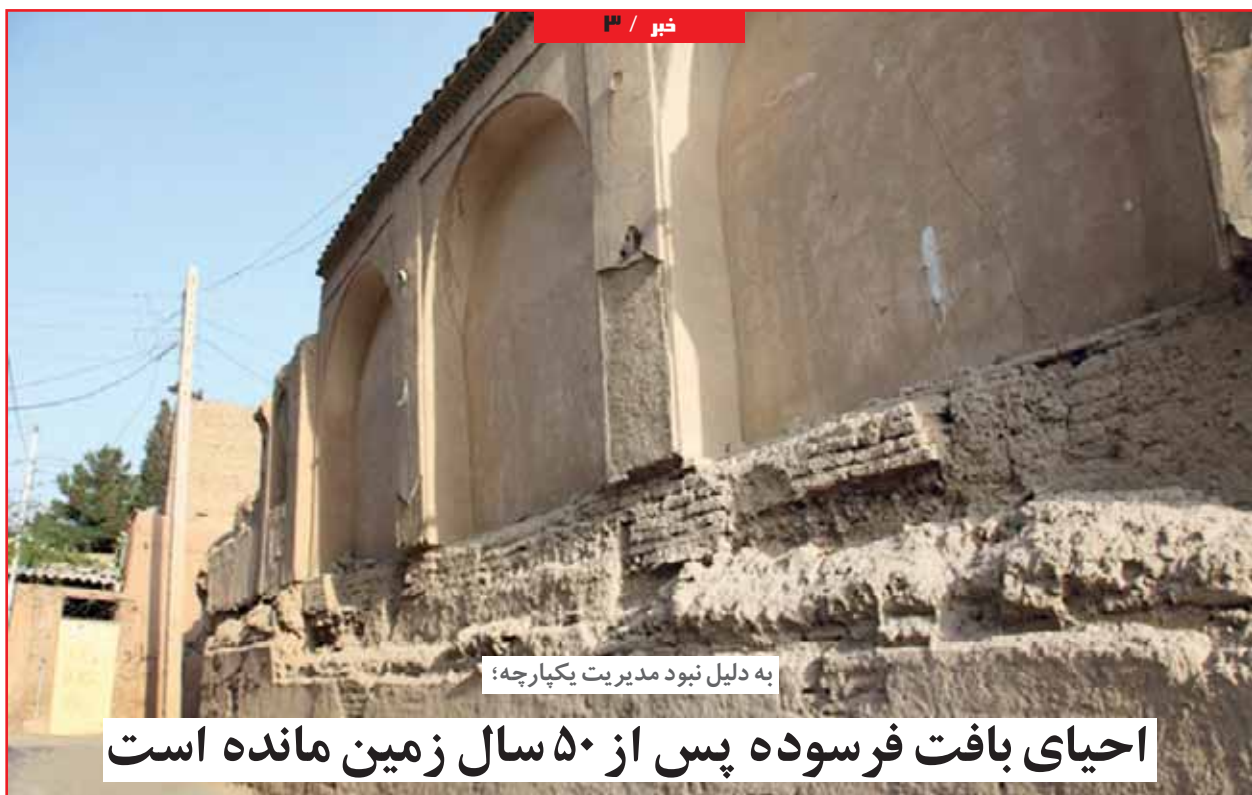 خبر / ۳
به دلیل نبود مدیریت یکپارچه؛
احیای بافت فرسوده پس از ۵۰ سال زمین مانده است